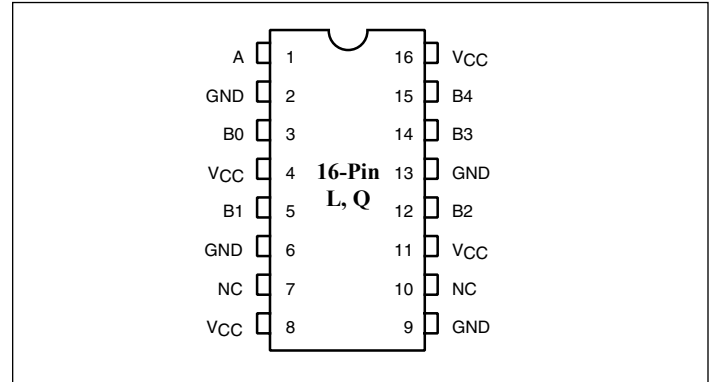 A 1 16 VCC
GND 2 15 B4
B0 3 14 B3
VCC 4 16-Pin 13 GND
B1 5 L, Q 12 B2
GND 6 11 VCC
NC 7 10 NC
VCC 8 9 GND